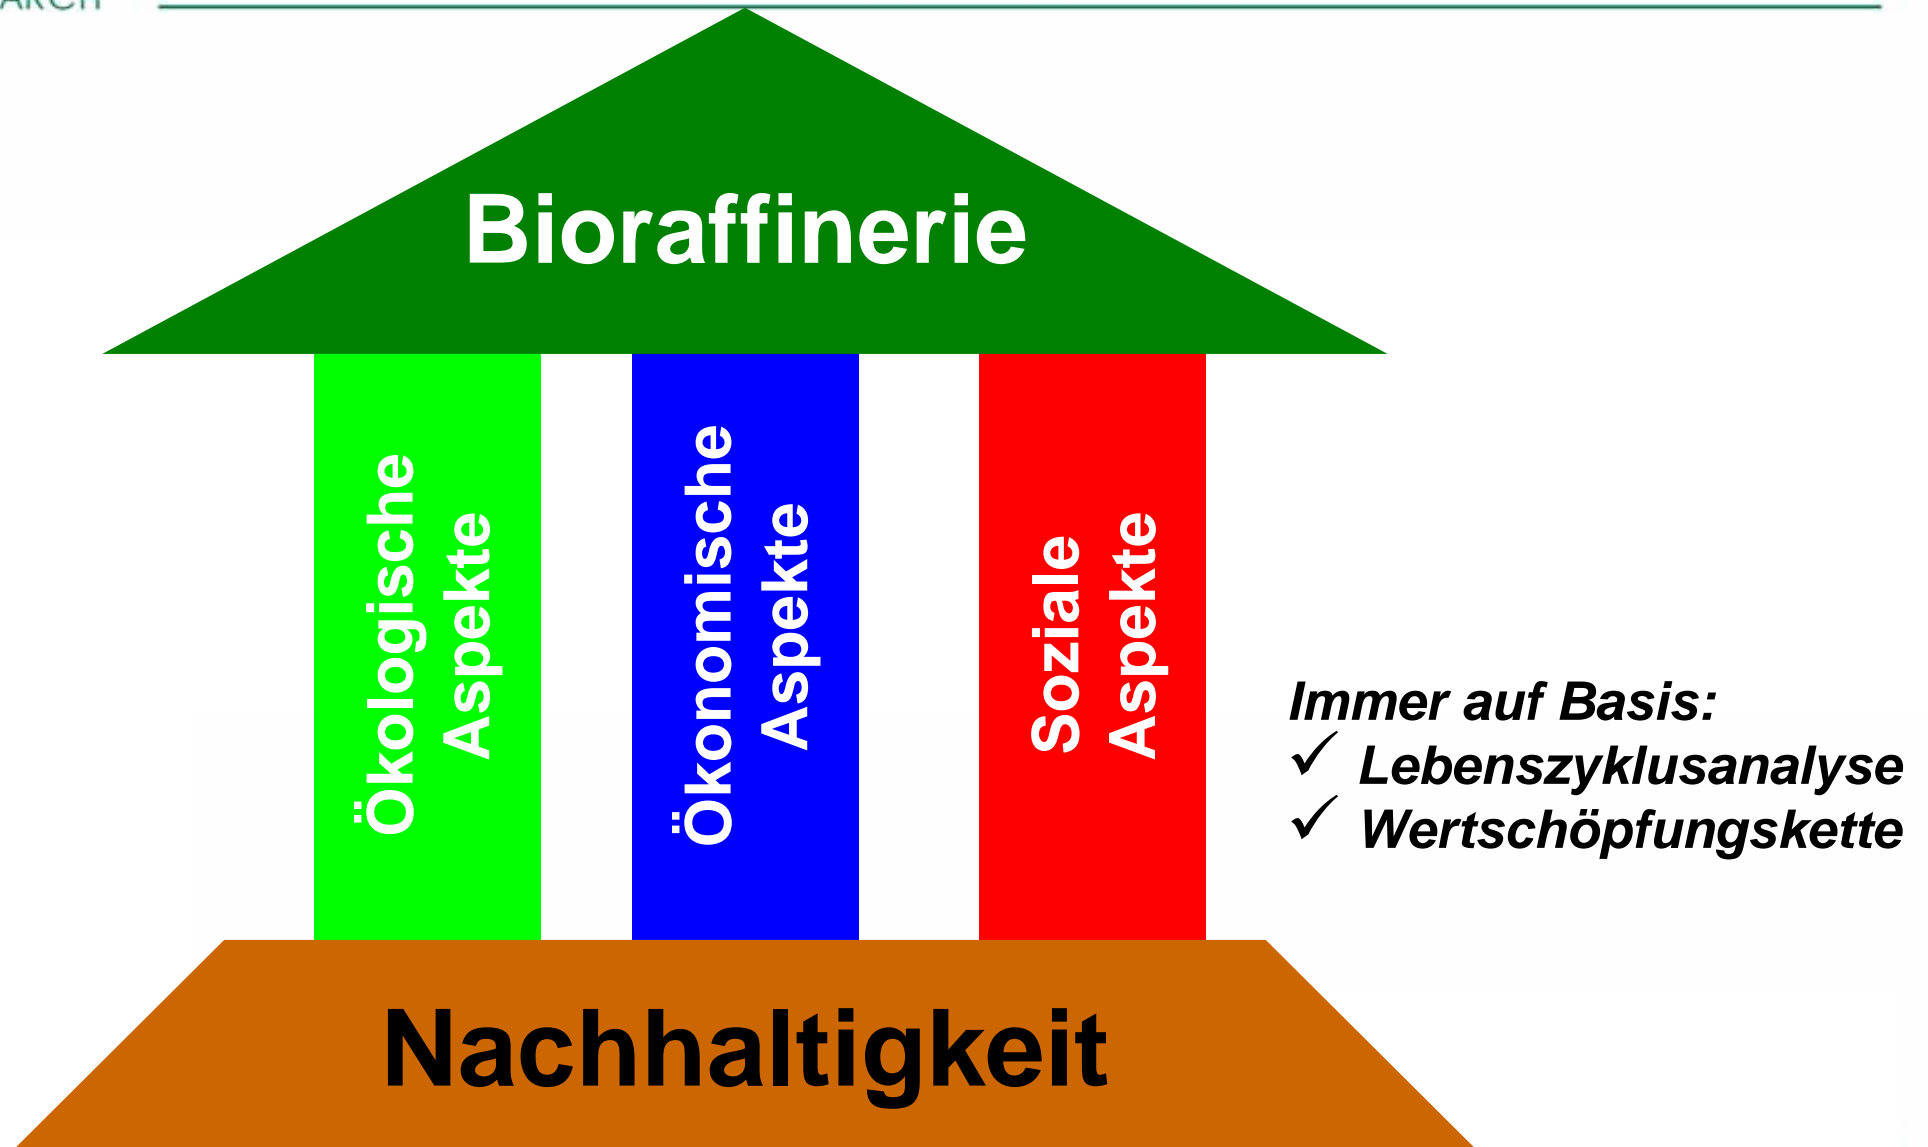 Bioraffinerie
Ökologische
Aspekte
Ökonomische
Aspekte
Soziale
Aspekte
Immer auf Basis:
✓ Lebenszyklusanalyse
✓ Wertschöpfungskette
Nachhaltigkeit